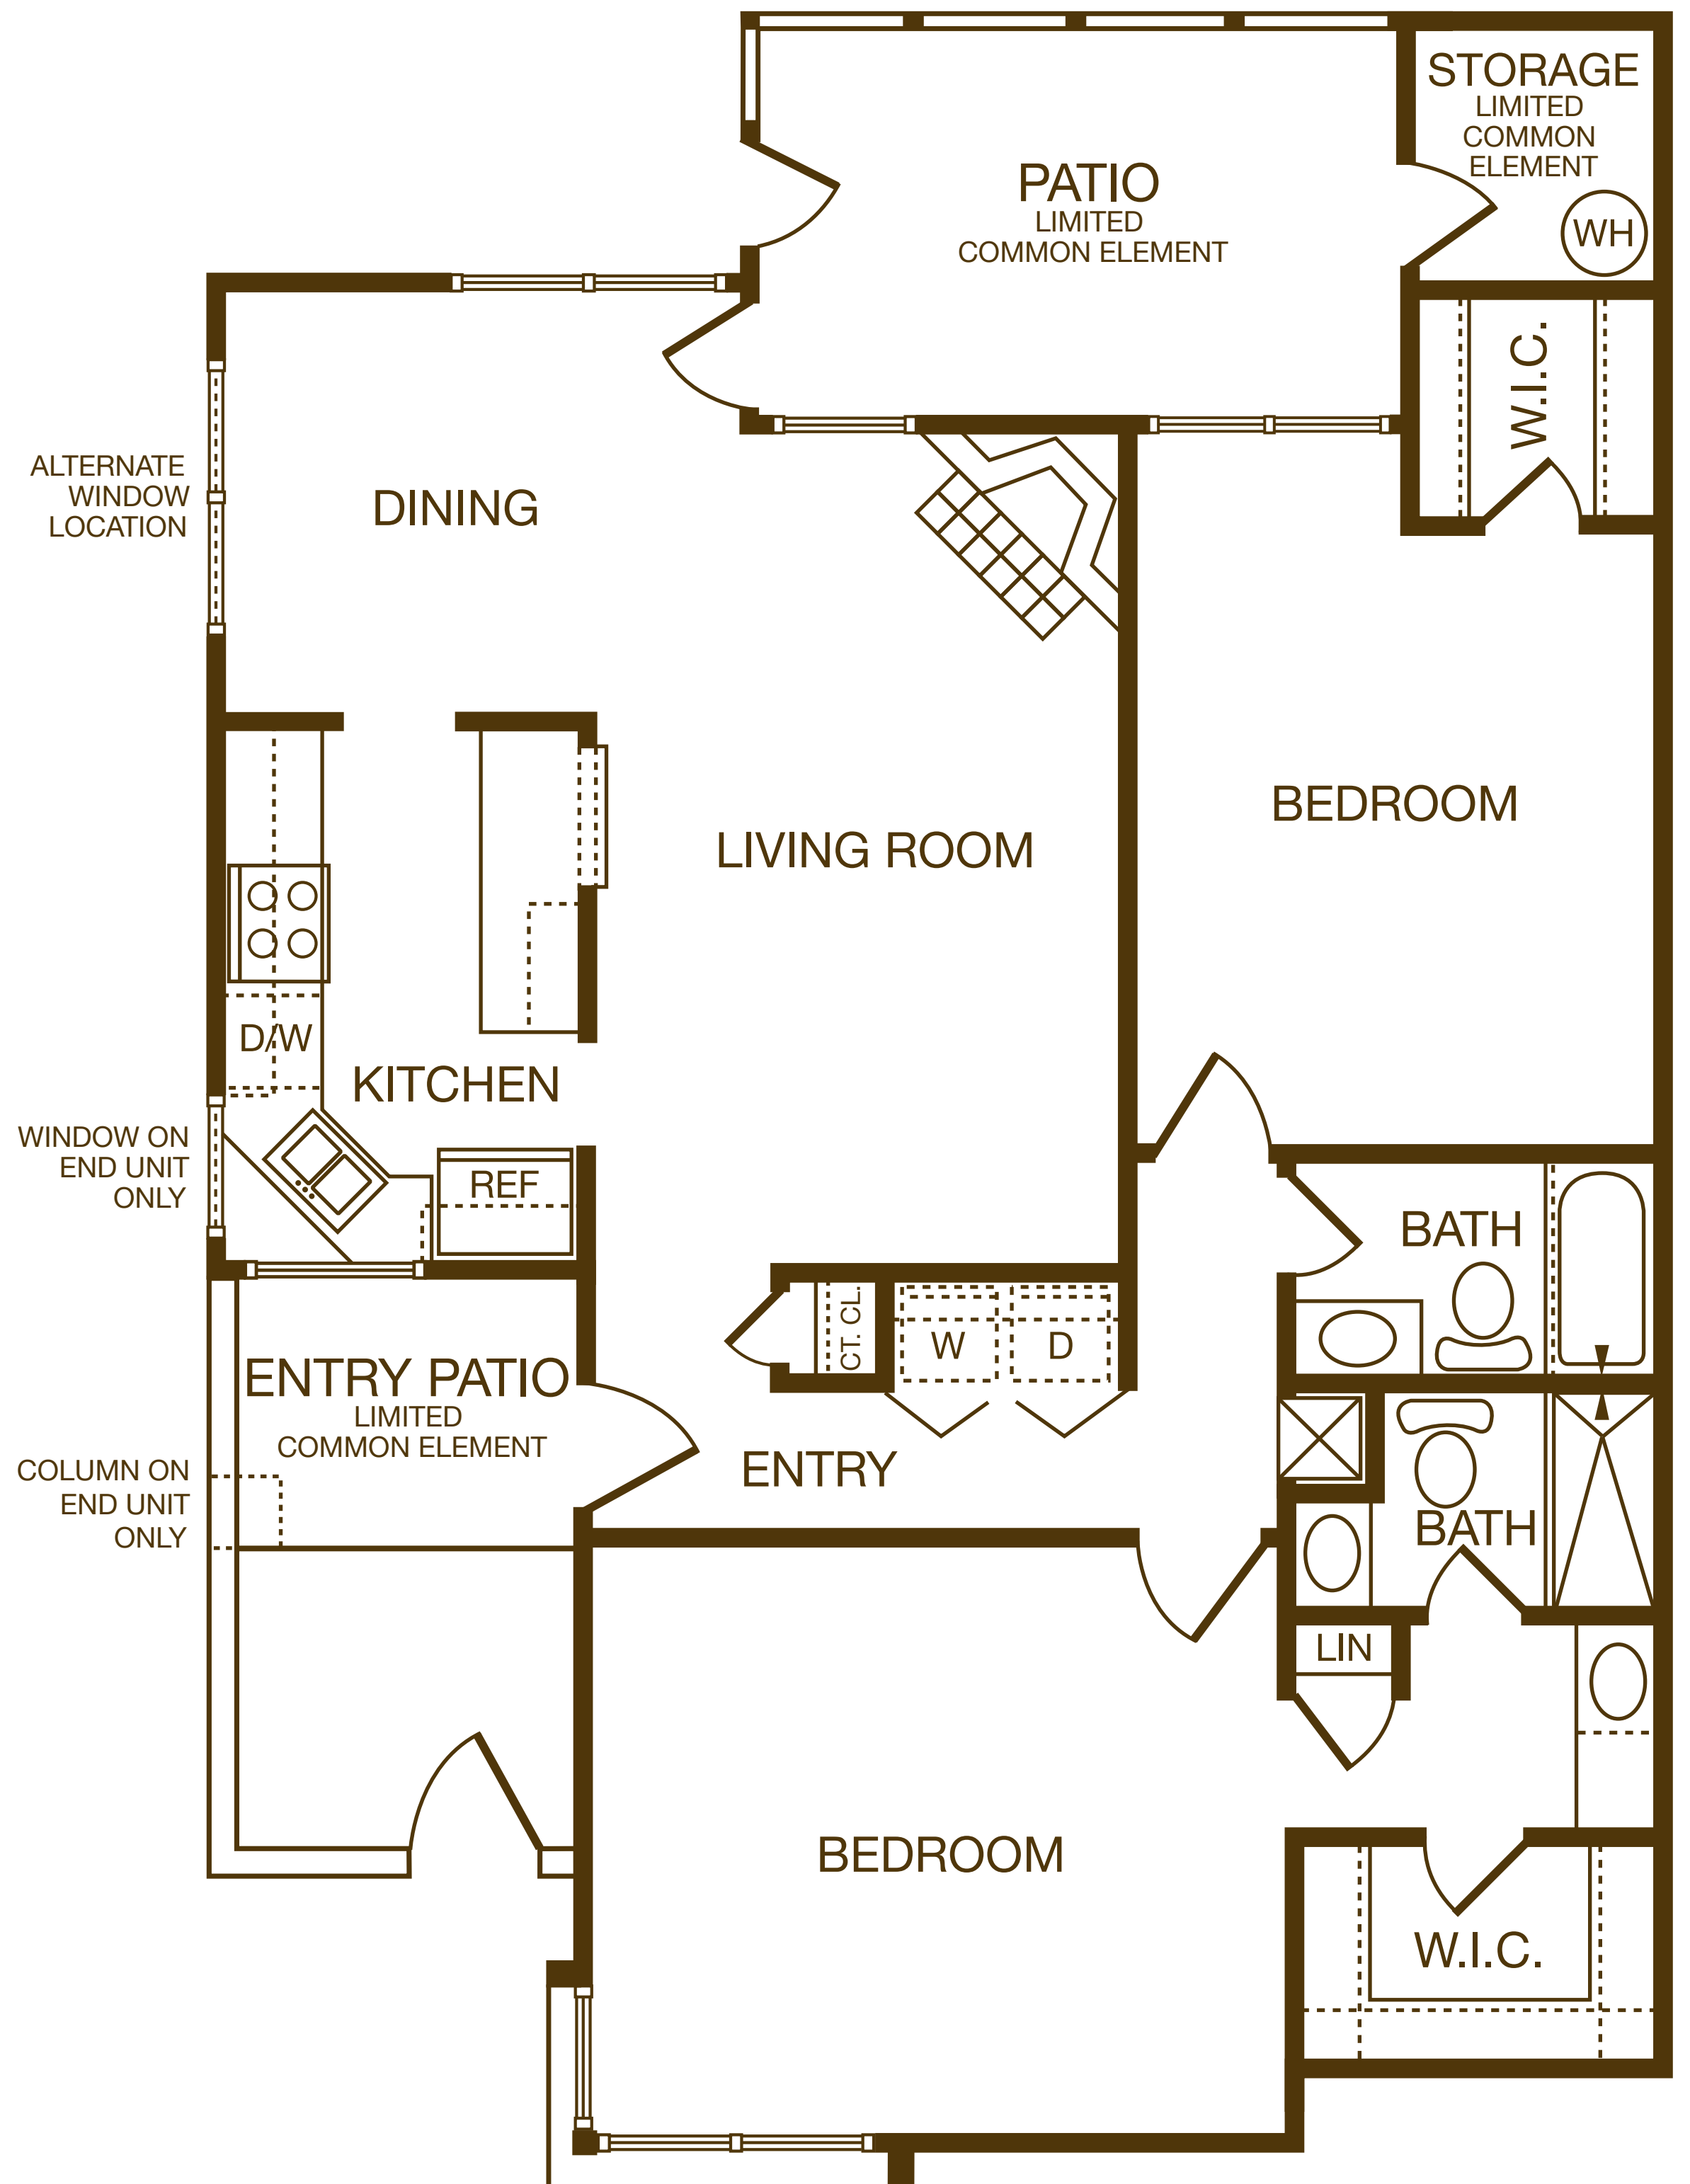 STORAGE
LIMITED
COMMON
ELEMENT
WH
PATIO
LIMITED
COMMON ELEMENT
W.I.C.
ALTERNATE
WINDOW
LOCATION
DINING
BEDROOM
LIVING ROOM
D/W
KITCHEN
WINDOW ON
END UNIT
ONLY
REF
BATH
CT. CL.
W
D
ENTRY PATIO
LIMITED
COMMON ELEMENT
ENTRY
COLUMN ON
END UNIT
ONLY
BATH
LIN
BEDROOM
W.I.C.